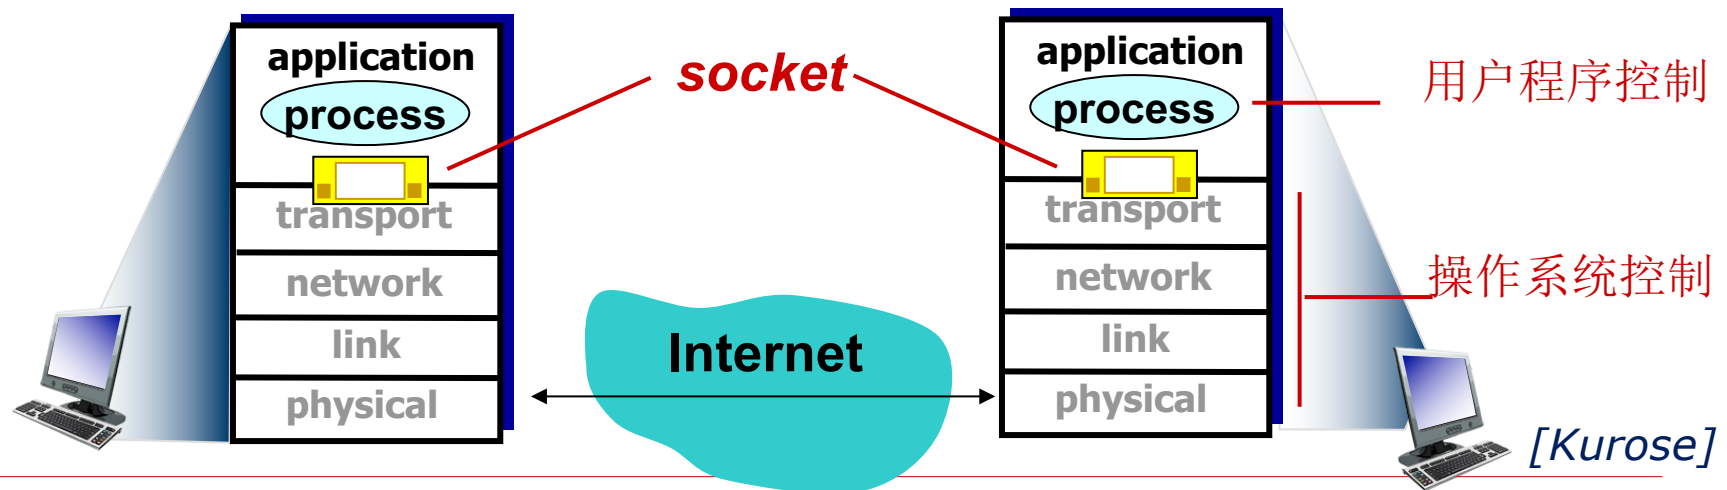 application
process
transport
network
link
physical
socket
Internet
application
process
transport
network
link
physical
用户程序控制
操作系统控制
[Kurose]